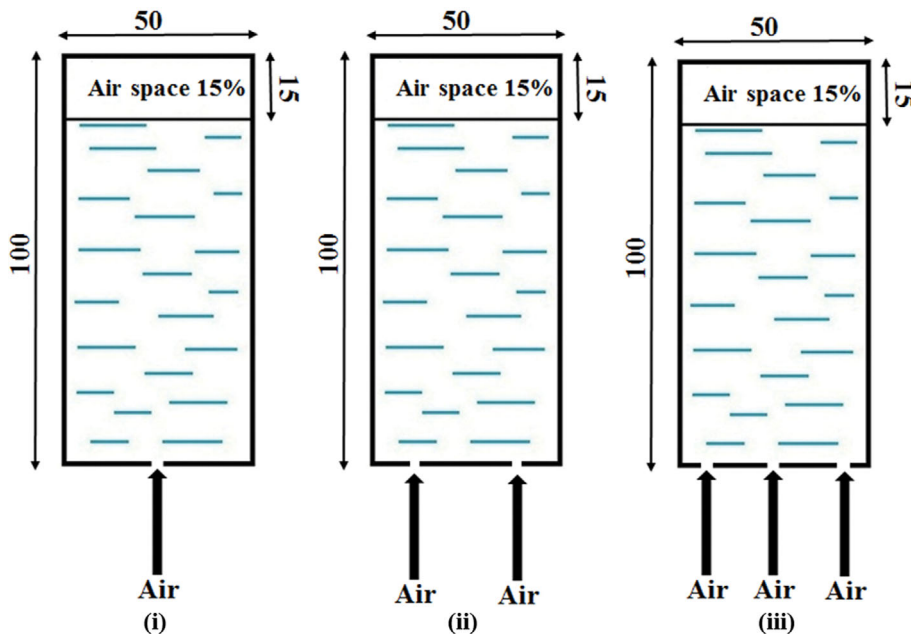 50
Air space 15%
15
100
Air
(i)
50
Air space 15%
15
100
Air Air
(ii)
50
Air space 15%
15
100
Air Air Air
(iii)